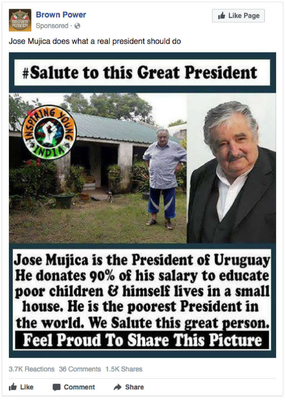 Brown Power
Sponsored ·
Like Page
Jose Mujica does what a real president should do
#Salute to this Great President
INSPIRING YOUNG
INDIA
Jose Mujica is the President of Uruguay
He donates 90% of his salary to educate
poor children & himself lives in a small
house. He is the poorest President in
the world. We Salute this great person.
Feel Proud To Share This Picture
3.7K Reactions 36 Comments 1.5K Shares
Like Comment Share